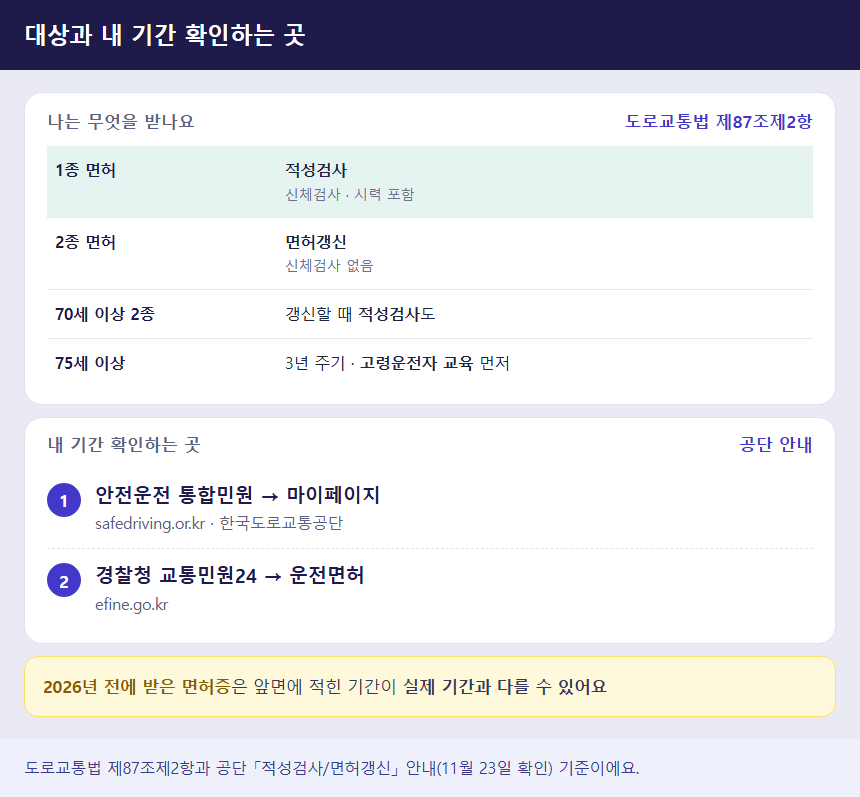 대상과 내 기간 확인하는 곳
나는 무엇을 받나요
도로교통법 제87조제2항
1종 면허
적성검사
신체검사 · 시력 포함
2종 면허
면허갱신
신체검사 없음
70세 이상 2종
갱신할 때 적성검사도
75세 이상
3년 주기 · 고령운전자 교육 먼저
내 기간 확인하는 곳
공단 안내
1
안전운전 통합민원 → 마이페이지
safedriving.or.kr · 한국도로교통공단
2
경찰청 교통민원24 → 운전면허
efine.go.kr
2026년 전에 받은 면허증은 앞면에 적힌 기간이 실제 기간과 다를 수 있어요
도로교통법 제87조제2항과 공단 「적성검사/면허갱신」 안내(11월 23일 확인) 기준이에요.